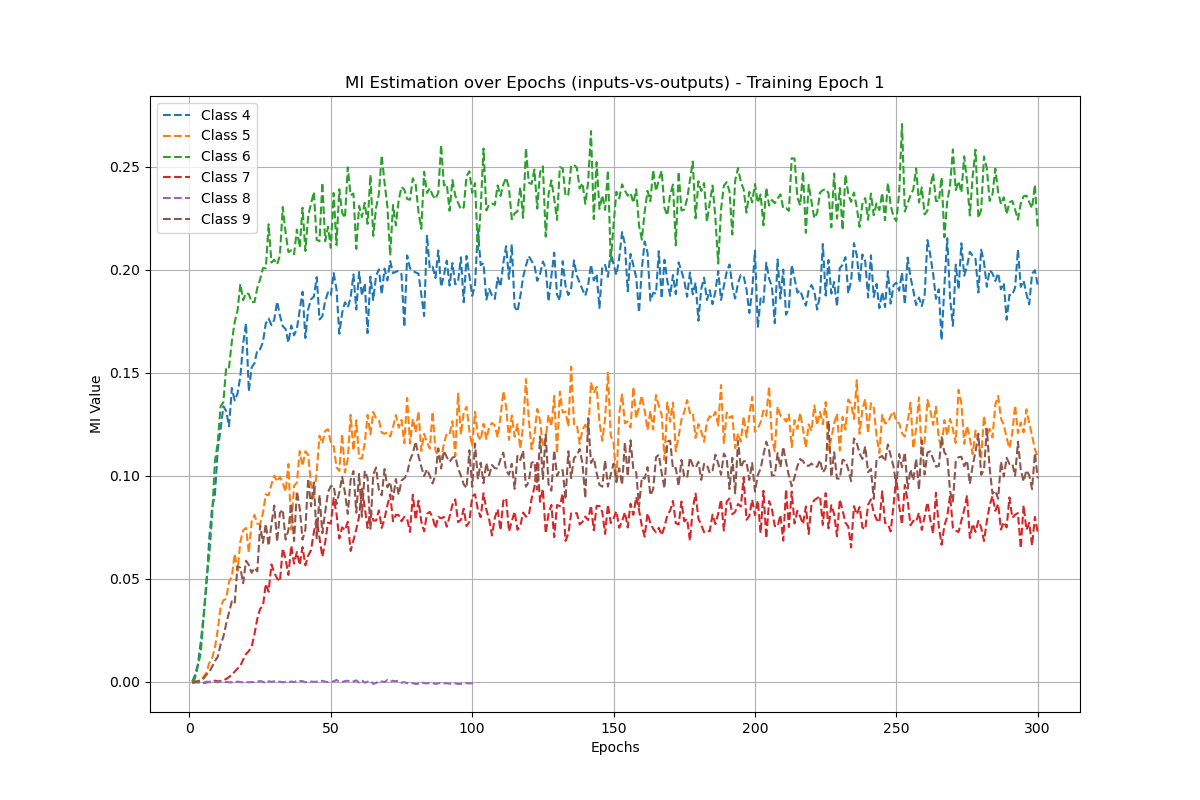 MI Estimation over Epochs (inputs-vs-outputs) - Training Epoch 1
Class 4
Class 5
Class 6
Class 7
Class 8
Class 9
MI Value
0.25
0.20
0.15
0.10
0.05
0.00
0 50 100 150 200 250 300
Epochs